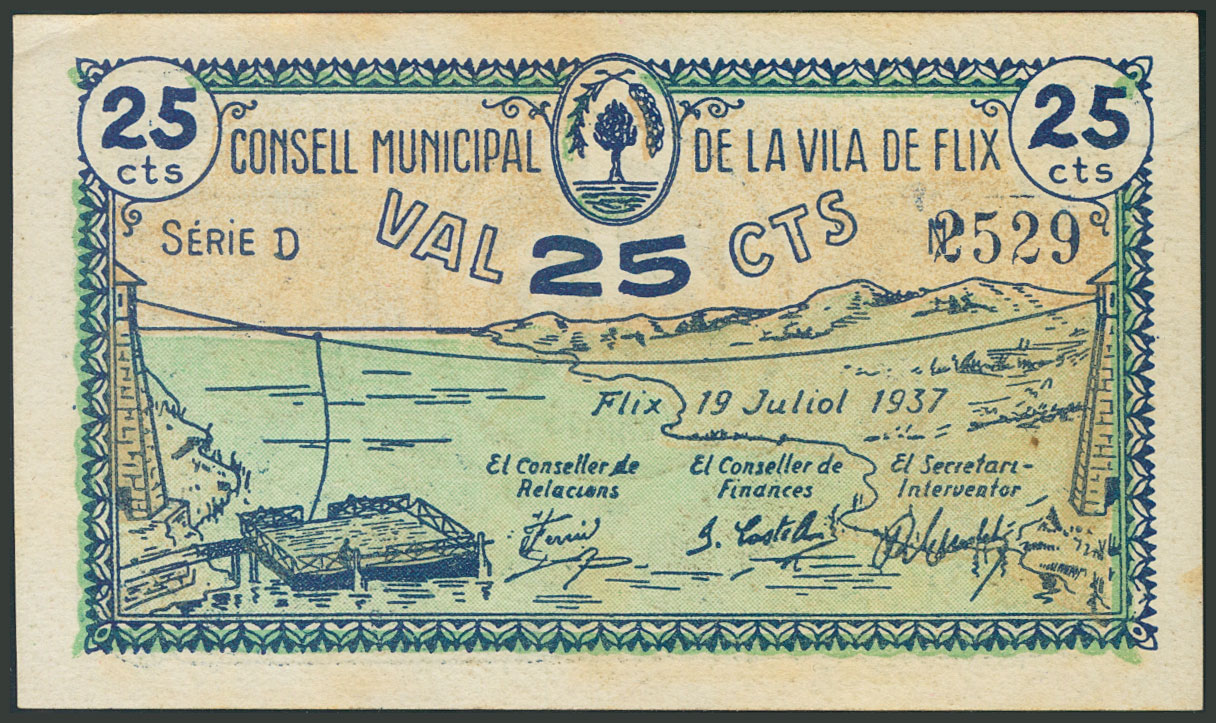 25 cts
25 cts
CONSELL MUNICIPAL DE LA VILA DE FLIX
SÉRIE D
VAL 25 CTS
Nº 2529
Flix 19 Juliol 1937
El Conseller de Relacions
El Conseller de Finances
El Secretari-Interventor